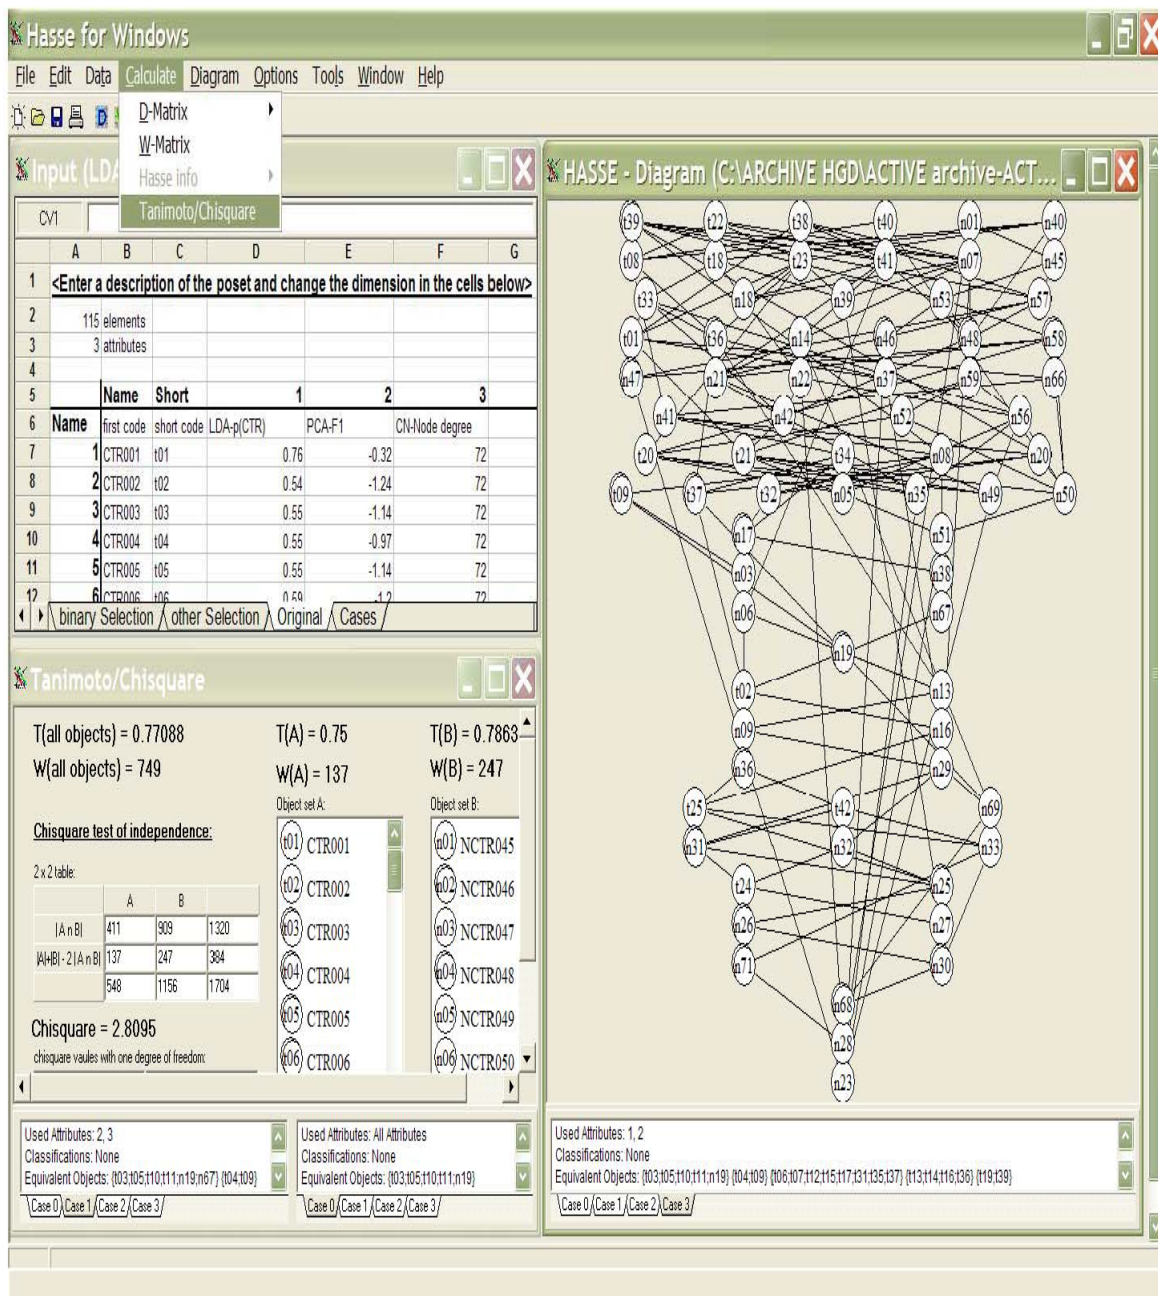 Hasse for Windows
File Edit Data Calculate Diagram Options Tools Window Help
D-Matrix
W-Matrix
Hasse info
Tanimoto/Chisquare
Input (LDA
CV1
A B C D E F G
1 <Enter a description of the poset and change the dimension in the cells below>
2 115 elements
3 3 attributes
4
5 Name Short 1 2 3
6 Name first code short code LDA-p(CTR) PCA-F1 CN-Node degree
7 1 CTR001 t01 0.76 -0.32 72
8 2 CTR002 t02 0.54 -1.24 72
9 3 CTR003 t03 0.55 -1.14 72
10 4 CTR004 t04 0.55 -0.97 72
11 5 CTR005 t05 0.55 -1.14 72
12 6 CTR006 t06 0.59 -1.2 72
binary Selection other Selection Original Cases
Tanimoto/Chisquare
T(all objects) = 0.77088
W(all objects) = 749
Chisquare test of independence:
2 x 2 table:
A B
|A n B| 411 909 1320
|A|+|B| - 2 | A n B| 137 247 384
548 1156 1704
Chisquare = 2.8095
chisquare vaules with one degree of freedom:
T(A) = 0.75
W(A) = 137
Object set A:
t01 CTR001
t02 CTR002
t03 CTR003
t04 CTR004
t05 CTR005
t06 CTR006
T(B) = 0.7863
W(B) = 247
Object set B:
n01 NCTR045
n02 NCTR046
n03 NCTR047
n04 NCTR048
n05 NCTR049
n06 NCTR050
Used Attributes: 2, 3
Classifications: None
Equivalent Objects: {t03;t05;t10;t11;n19;n67} {t04;t09}
Case 0 Case 1 Case 2 Case 3
Used Attributes: All Attributes
Classifications: None
Equivalent Objects: {t03;t05;t10;t11;n19}
Case 0 Case 1 Case 2 Case 3
HASSE - Diagram (C:\ARCHIVE HGD\ACTIVE archive-ACT...
t39 t22 t38 t40 n01 n40
t08 t18 t23 t41 n07 n45
t33 n18 n39 n53 n57
t01 t36 n14 n46 n48 n58
n47 n21 n22 n37 n59 n66
n41 n42 n52 n56
t20 t21 t34 n08 n20
t09 t37 t32 n05 n35 n49 n50
n17 n51
n03 n38
n06 n67
n19
t02 n13
n09 n16
n36 n29
t25 t42 n69
n31 n32 n33
t24 n25
n26 n27
n71 n30
n68
n28
n23
Used Attributes: 1, 2
Classifications: None
Equivalent Objects: {t03;t05;t10;t11;n19} {t04;t09} {t06;t07;t12;t15;t17;t31;t35;t37} {t13;t14;t16;t36} {t19;t39}
Case 0 Case 1 Case 2 Case 3